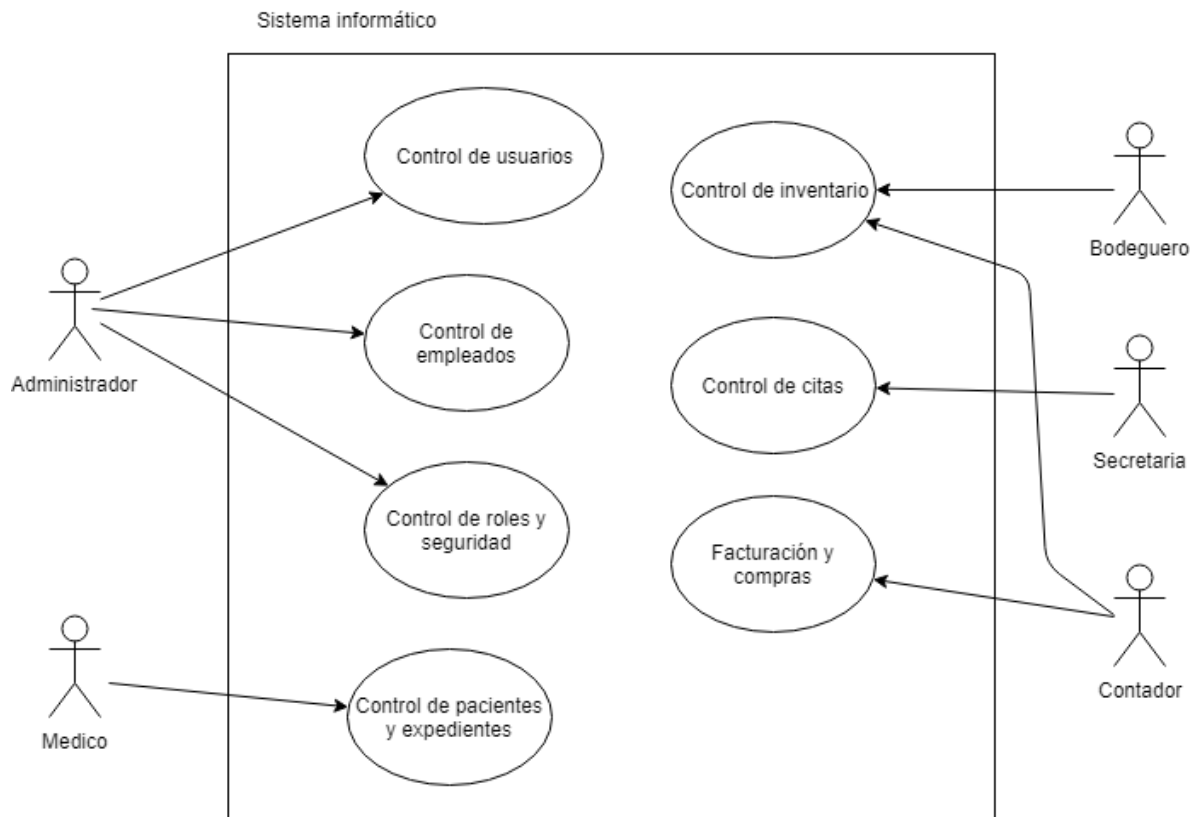 Sistema informático
Control de usuarios
Control de inventario
Bodeguero
Administrador
Control de
empleados
Control de citas
Secretaria
Control de roles y
seguridad
Facturación y
compras
Contador
Medico
Control de pacientes
y expedientes